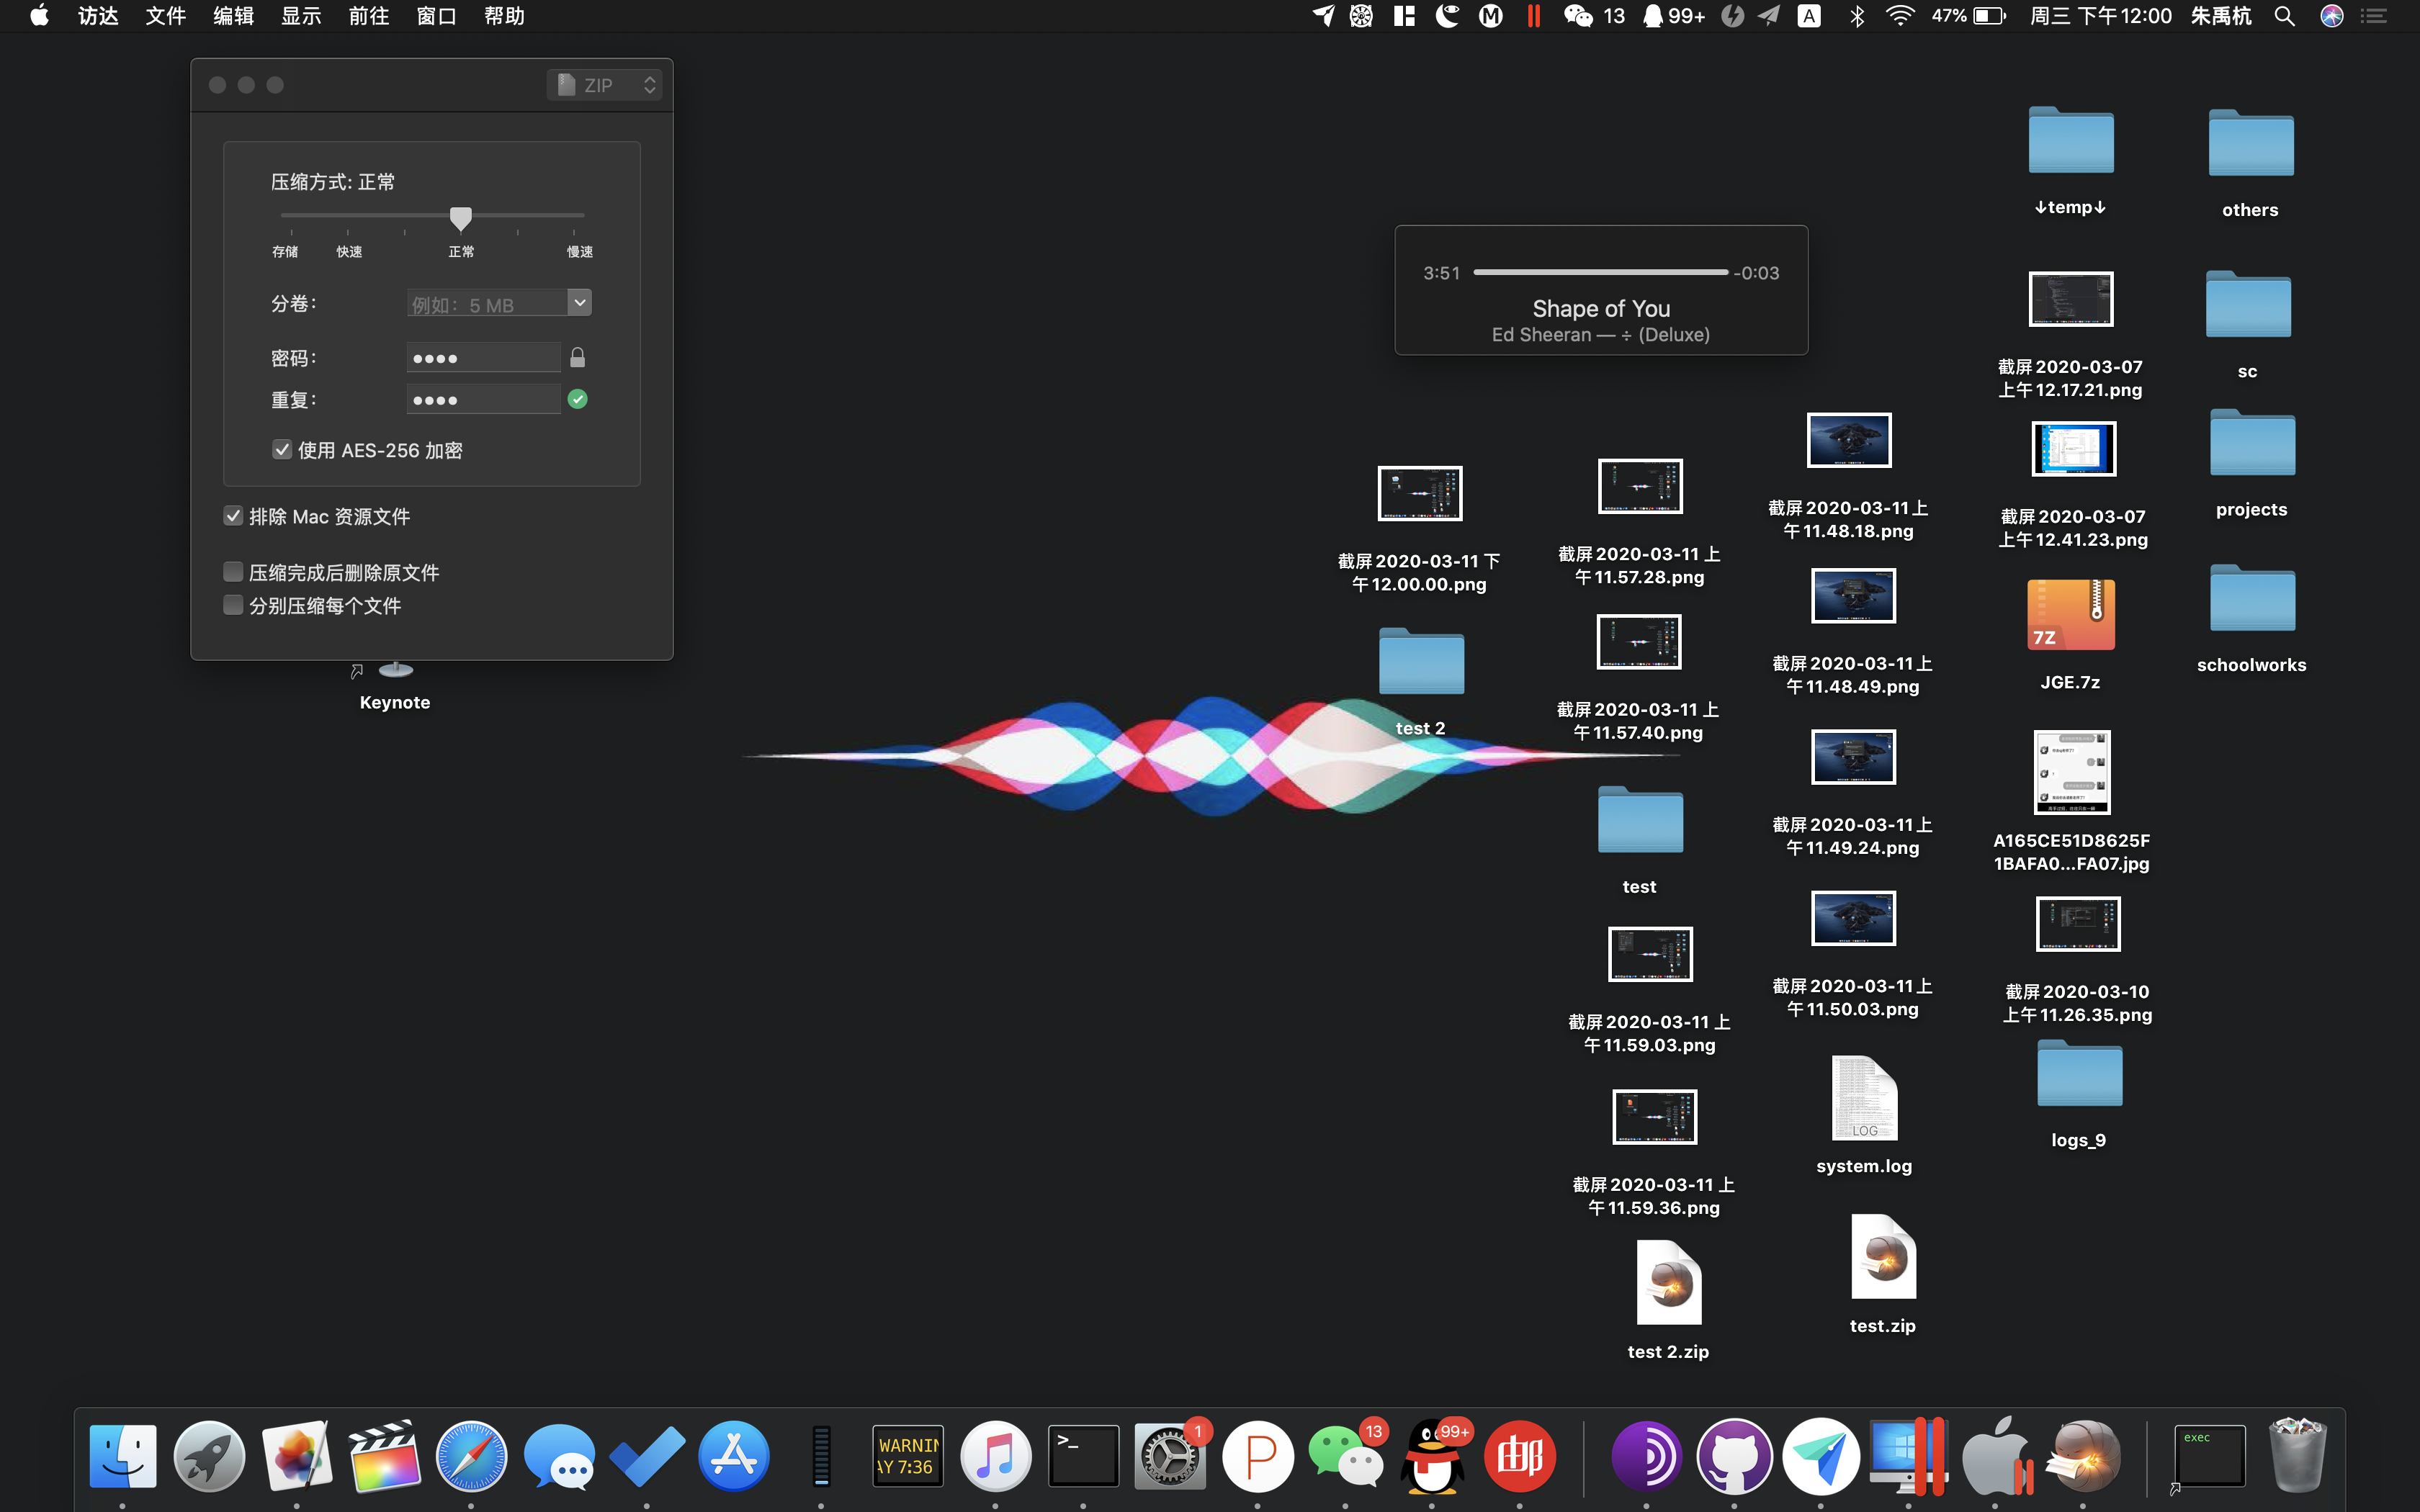 访达 文件 编辑 显示 前往 窗口 帮助
13 99+ A 47% 周三 下午12:00 朱禹杭
ZIP
压缩方式: 正常
存储 快速 正常 慢速
分卷: 例如: 5 MB
密码: ●●●●
重复: ●●●●
使用 AES-256 加密
排除 Mac 资源文件
压缩完成后删除原文件
分别压缩每个文件
Keynote
3:51 -0:03
Shape of You
Ed Sheeran — ÷ (Deluxe)
截屏2020-03-11 下
午12.00.00.png
test 2
截屏2020-03-11 上
午11.57.28.png
截屏2020-03-11 上
午11.57.40.png
test
截屏2020-03-11 上
午11.59.03.png
截屏2020-03-11 上
午11.59.36.png
test 2.zip
截屏2020-03-11上
午11.48.18.png
截屏2020-03-11上
午11.48.49.png
截屏2020-03-11上
午11.49.24.png
截屏2020-03-11上
午11.50.03.png
LOG
system.log
test.zip
↓temp↓
截屏2020-03-07
上午12.17.21.png
截屏2020-03-07
上午12.41.23.png
7Z
JGE.7z
A165CE51D8625F
1BAFA0...FA07.jpg
截屏2020-03-10
上午11.26.35.png
logs_9
others
sc
projects
schoolworks
WARNIN
AY 7:36
>_
1
P
13
99+
exec